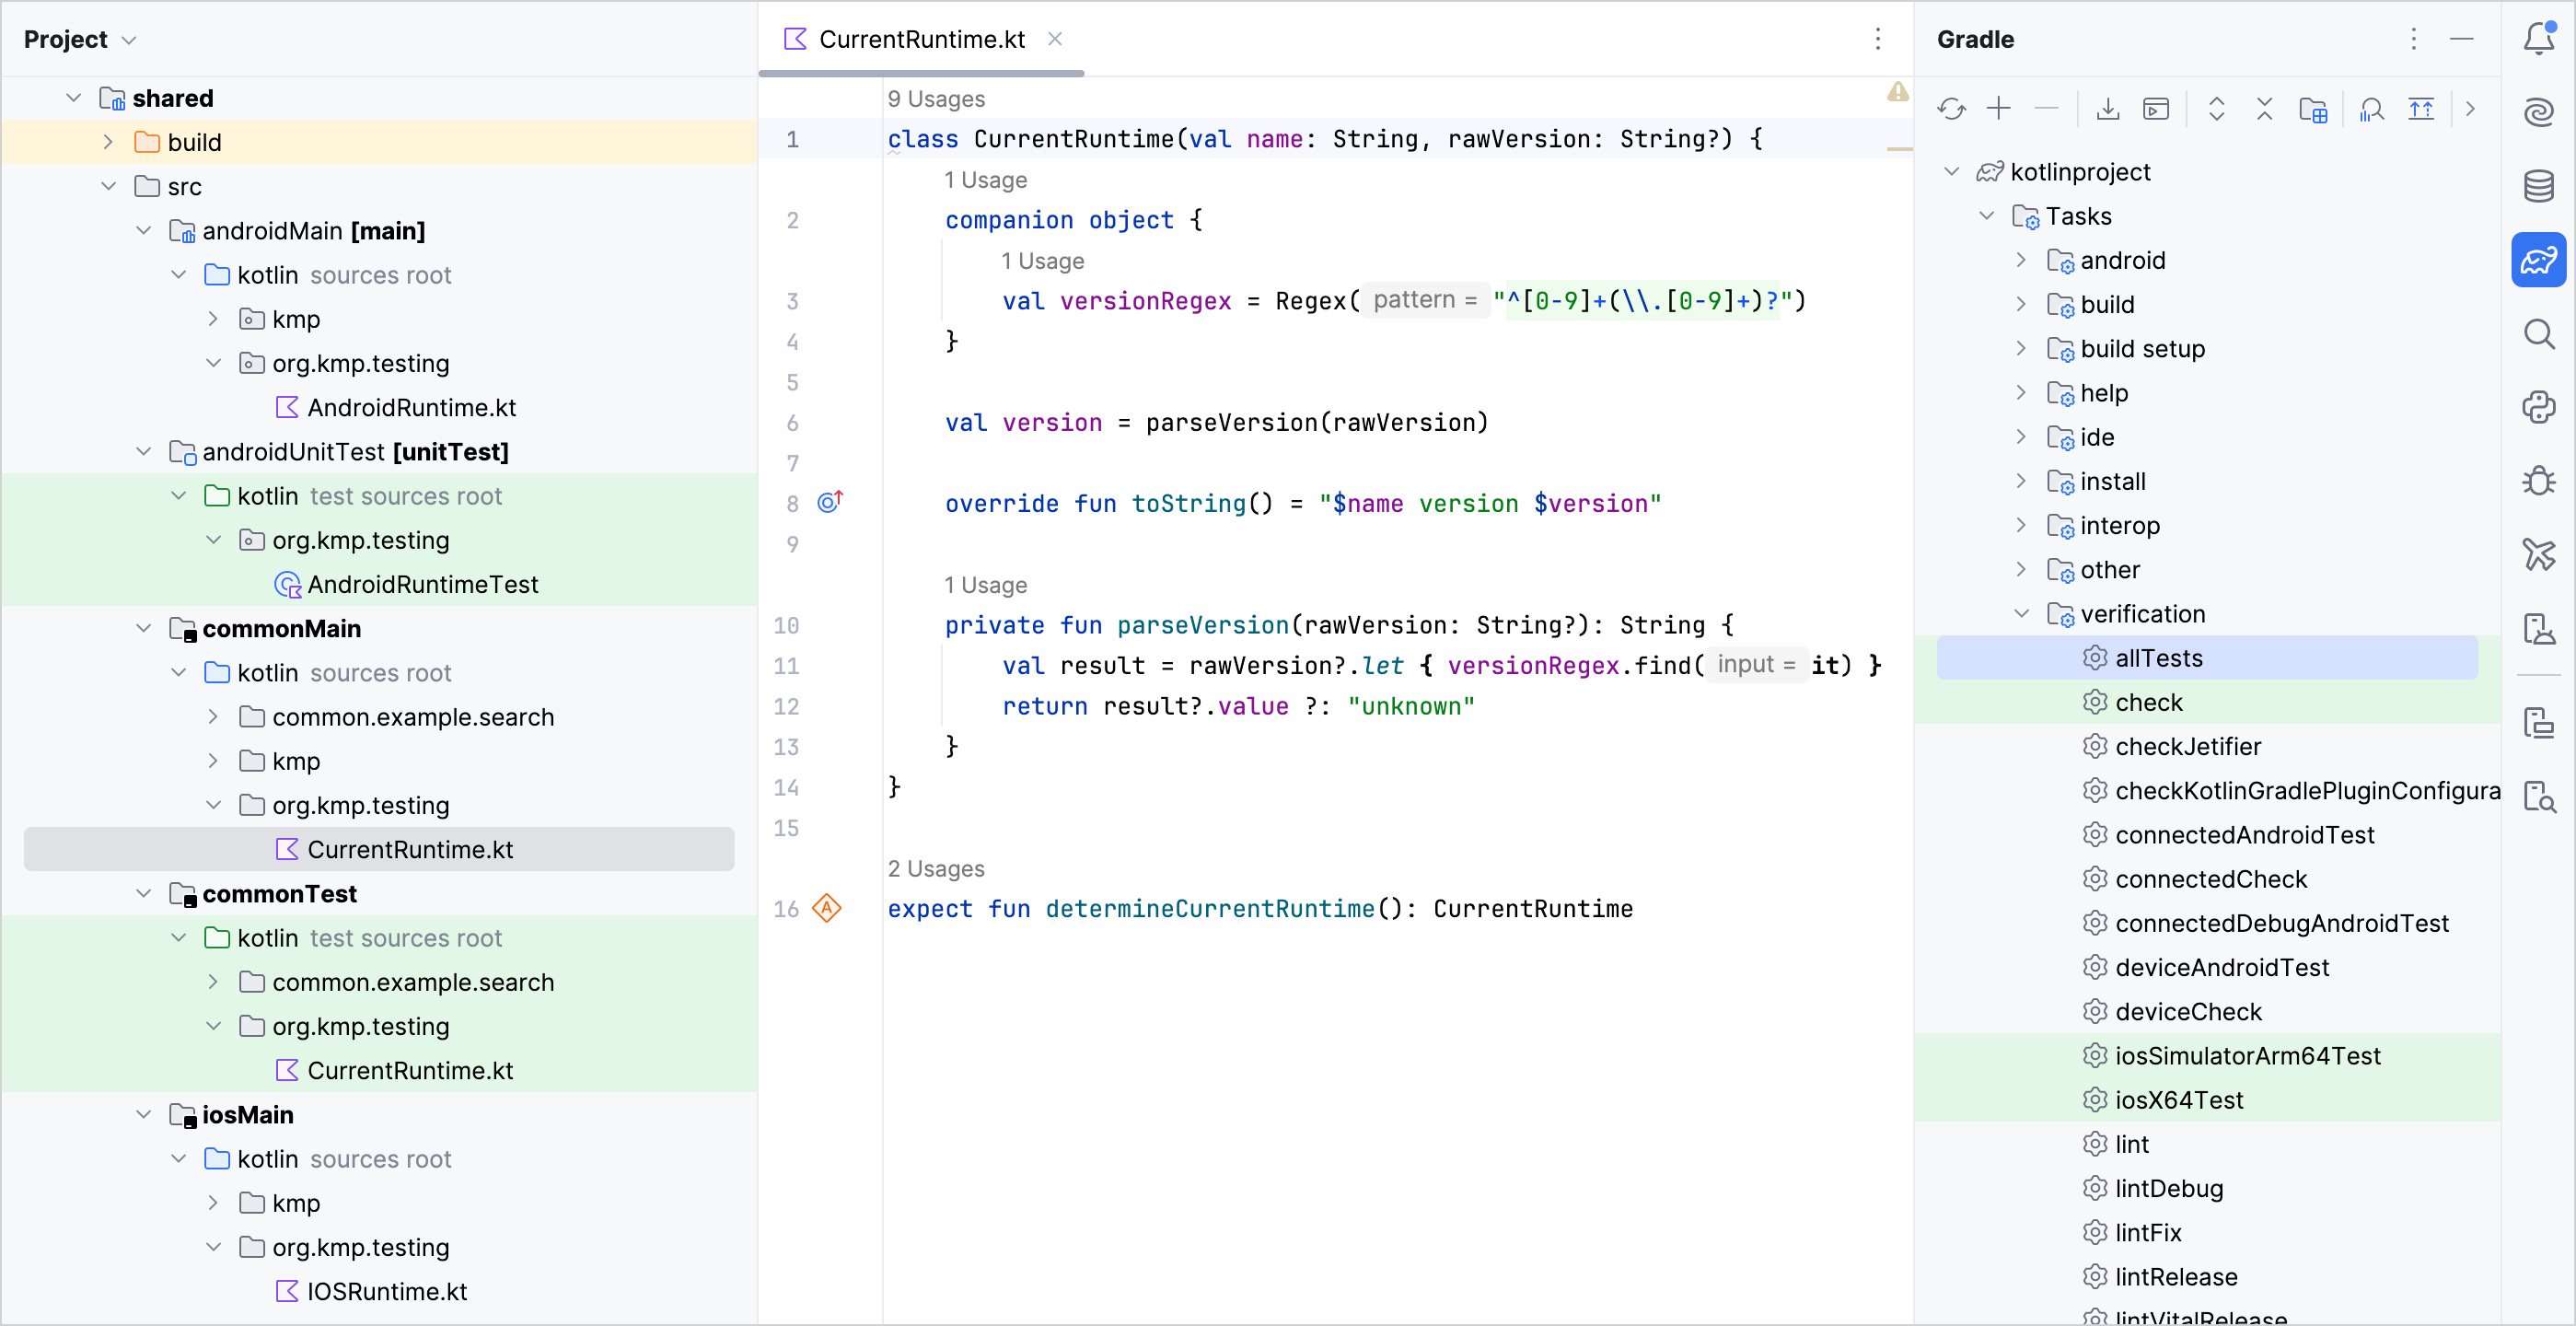 Project
shared
build
src
androidMain [main]
kotlin sources root
kmp
org.kmp.testing
AndroidRuntime.kt
androidUnitTest [unitTest]
kotlin test sources root
org.kmp.testing
AndroidRuntimeTest
commonMain
kotlin sources root
common.example.search
kmp
org.kmp.testing
CurrentRuntime.kt
commonTest
kotlin test sources root
common.example.search
org.kmp.testing
CurrentRuntime.kt
iosMain
kotlin sources root
kmp
org.kmp.testing
IOSRuntime.kt
CurrentRuntime.kt
9 Usages
1 class CurrentRuntime(val name: String, rawVersion: String?) {
1 Usage
2 companion object {
1 Usage
3 val versionRegex = Regex( pattern = "^[0-9]+(\\.[0-9]+)?")
4 }
5
6 val version = parseVersion(rawVersion)
7
8 override fun toString() = "$name version $version"
9
1 Usage
10 private fun parseVersion(rawVersion: String?): String {
11 val result = rawVersion?.let { versionRegex.find( input = it) }
12 return result?.value ?: "unknown"
13 }
14 }
15
2 Usages
16 expect fun determineCurrentRuntime(): CurrentRuntime
Gradle
kotlinproject
Tasks
android
build
build setup
help
ide
install
interop
other
verification
allTests
check
checkJetifier
checkKotlinGradlePluginConfigura
connectedAndroidTest
connectedCheck
connectedDebugAndroidTest
deviceAndroidTest
deviceCheck
iosSimulatorArm64Test
iosX64Test
lint
lintDebug
lintFix
lintRelease
lintVitalRelease